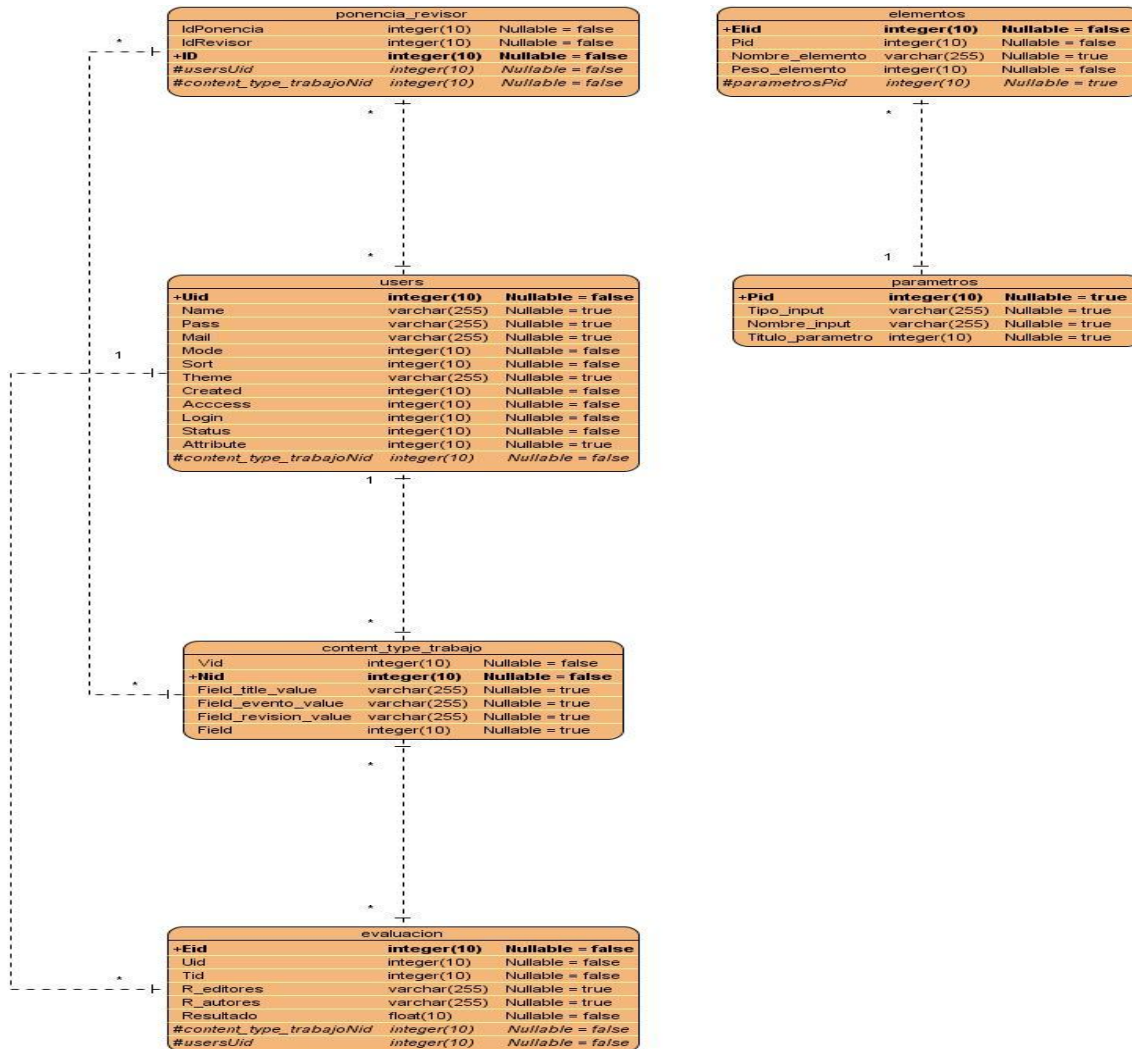 ponencia_revisor
IdPonencia integer(10) Nullable = false
IdRevisor integer(10) Nullable = false
+ID integer(10) Nullable = false
#usersUid integer(10) Nullable = false
#content_type_trabajoNid integer(10) Nullable = false
elementos
+Elid integer(10) Nullable = false
Pid integer(10) Nullable = false
Nombre_elemento varchar(255) Nullable = true
Peso_elemento integer(10) Nullable = false
#parametrosPid integer(10) Nullable = true
*
*
*
*
1
users
+Uid integer(10) Nullable = false
Name varchar(255) Nullable = true
Pass varchar(255) Nullable = true
Mail varchar(255) Nullable = true
Mode integer(10) Nullable = false
Sort integer(10) Nullable = false
Theme varchar(255) Nullable = true
Created integer(10) Nullable = false
Acccess integer(10) Nullable = false
Login integer(10) Nullable = false
Status integer(10) Nullable = false
Attribute integer(10) Nullable = true
#content_type_trabajoNid integer(10) Nullable = false
parametros
+Pid integer(10) Nullable = true
Tipo_input varchar(255) Nullable = true
Nombre_input varchar(255) Nullable = true
Titulo_parametro integer(10) Nullable = true
1
1
*
content_type_trabajo
Vid integer(10) Nullable = false
+Nid integer(10) Nullable = false
Field_title_value varchar(255) Nullable = true
Field_evento_value varchar(255) Nullable = true
Field_revision_value varchar(255) Nullable = true
Field integer(10) Nullable = true
*
*
*
evaluacion
+Eid integer(10) Nullable = false
Uid integer(10) Nullable = false
Tid integer(10) Nullable = false
R_editores varchar(255) Nullable = true
R_autores varchar(255) Nullable = true
Resultado float(10) Nullable = false
#content_type_trabajoNid integer(10) Nullable = false
#usersUid integer(10) Nullable = false
*